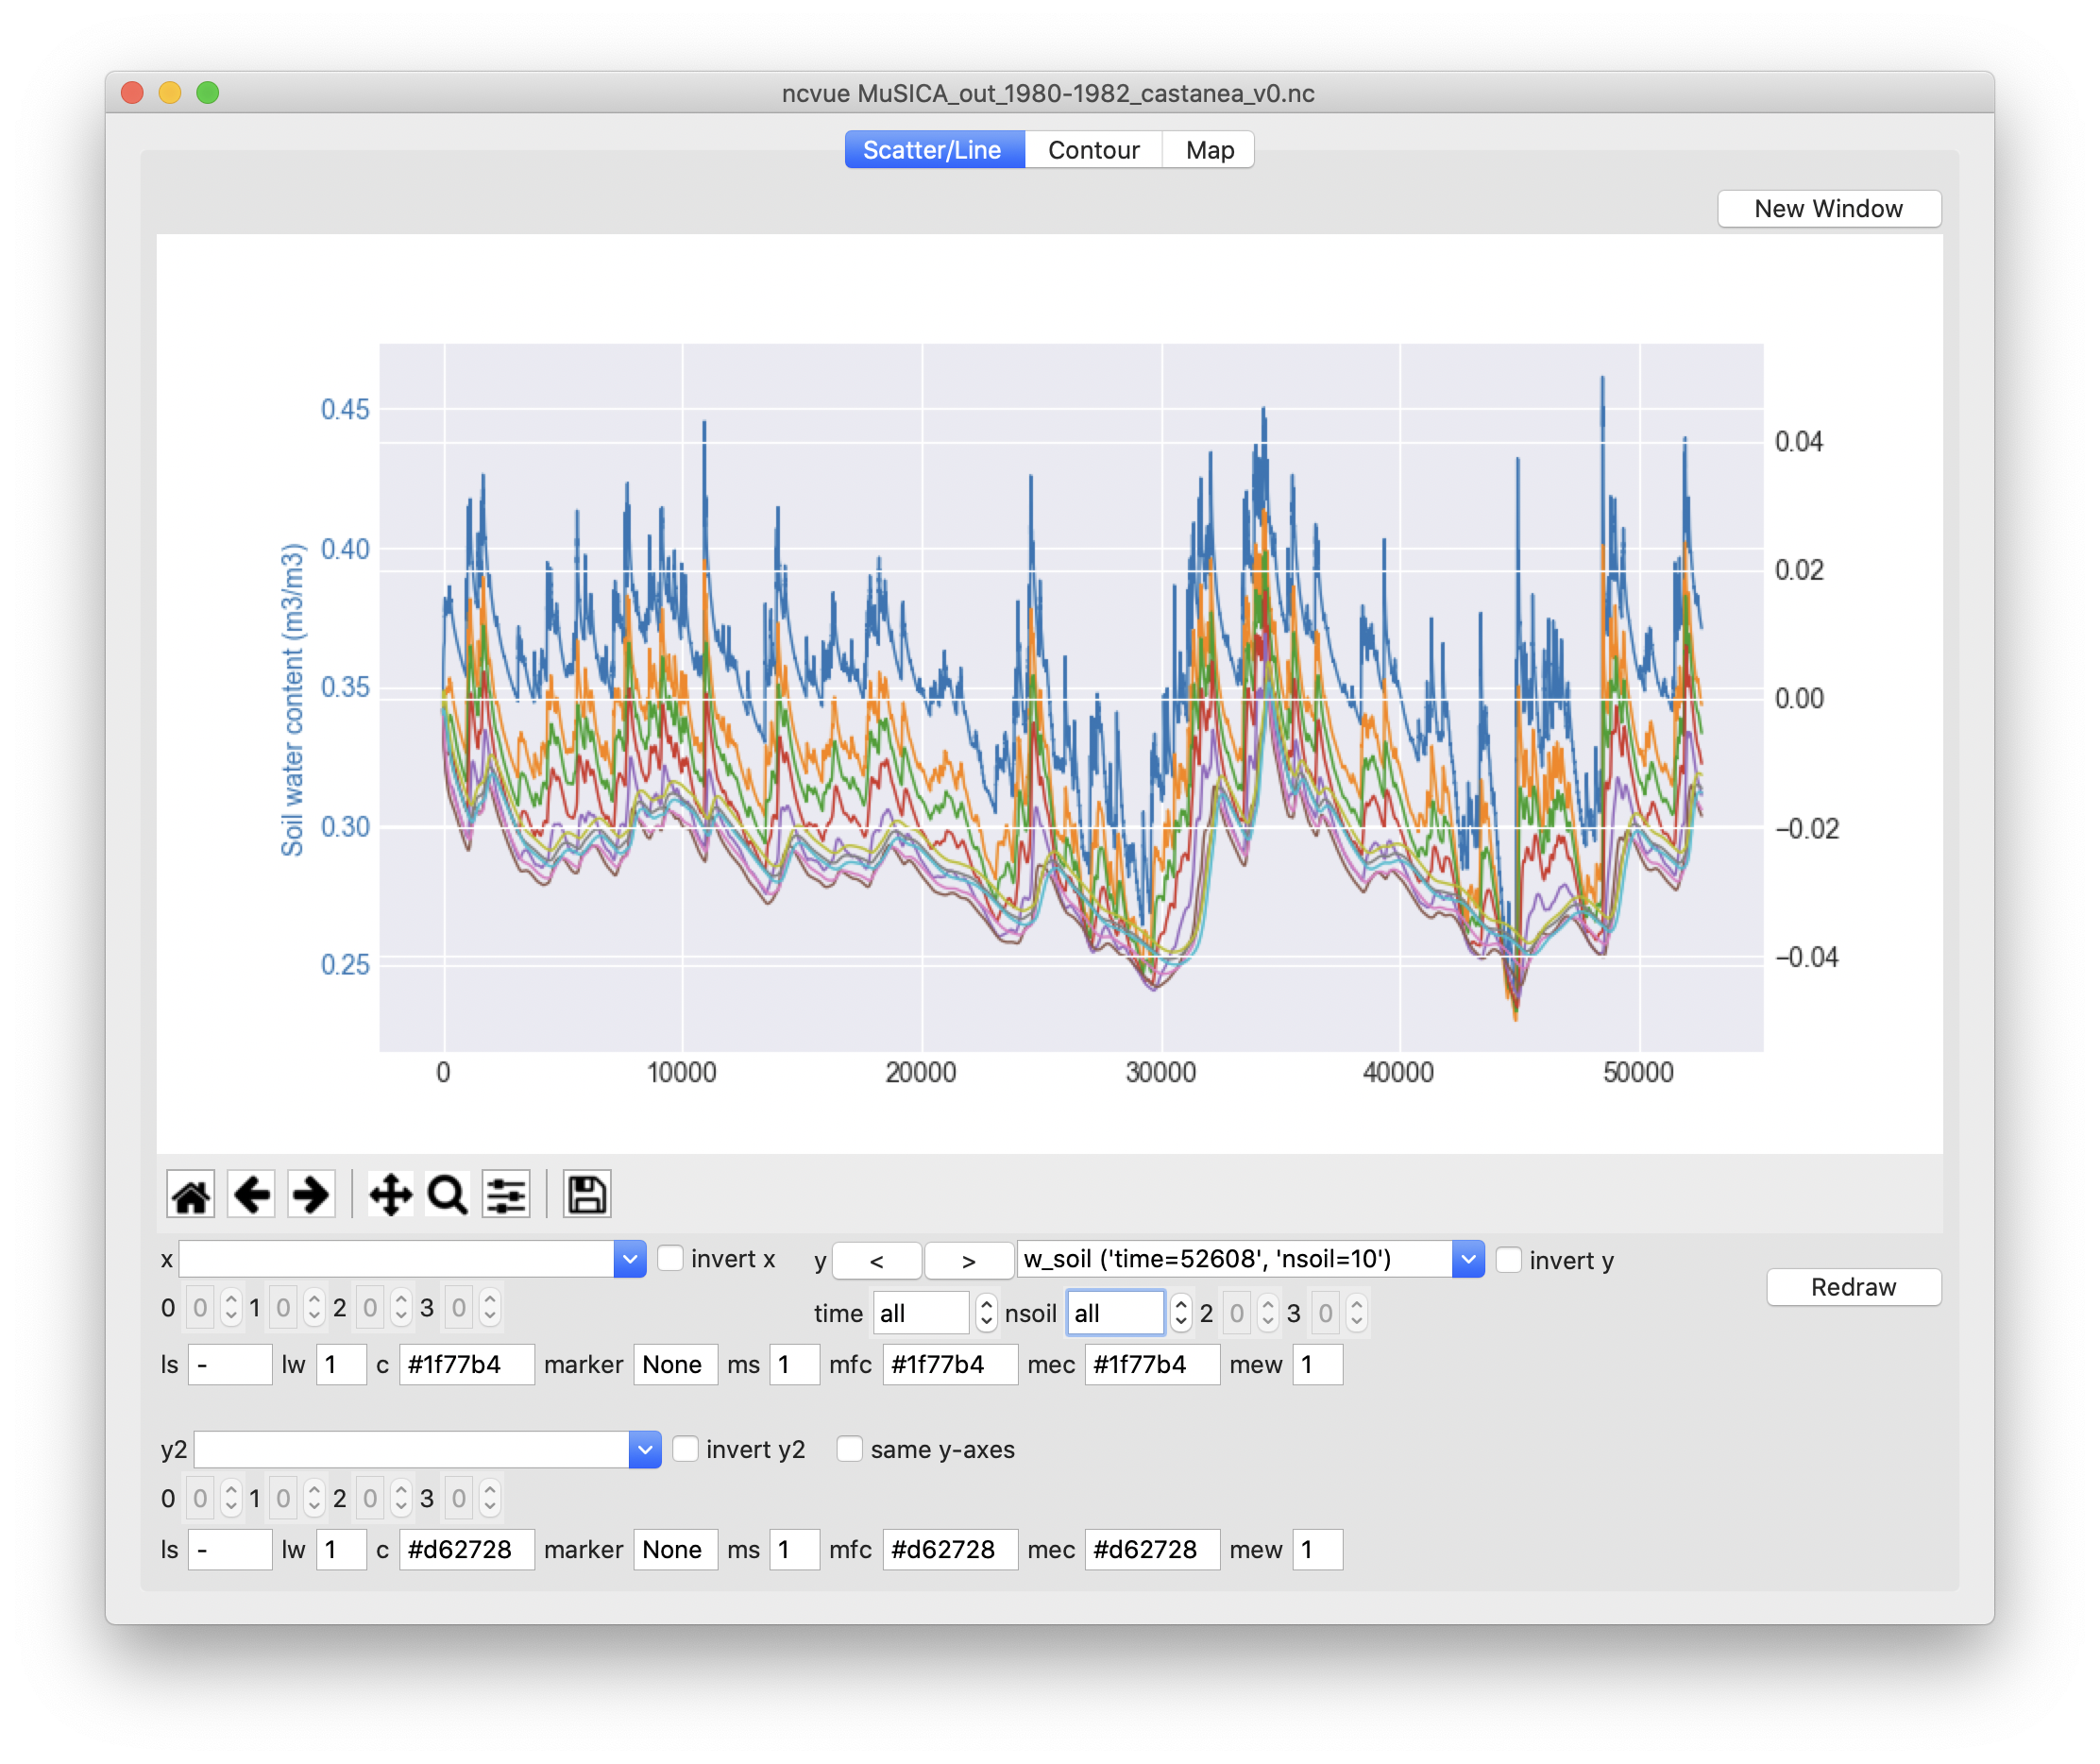 ncvue MuSICA_out_1980-1982_castanea_v0.nc
Scatter/Line Contour Map
New Window
Soil water content (m3/m3)
0.45
0.40
0.35
0.30
0.25
0.04
0.02
0.00
−0.02
−0.04
0 10000 20000 30000 40000 50000
x invert x y < > w_soil ('time=52608', 'nsoil=10') invert y
Redraw
0 0 1 0 2 0 3 0 time all nsoil all 2 0 3 0
ls - lw 1 c #1f77b4 marker None ms 1 mfc #1f77b4 mec #1f77b4 mew 1
y2 invert y2 same y-axes
0 0 1 0 2 0 3 0
ls - lw 1 c #d62728 marker None ms 1 mfc #d62728 mec #d62728 mew 1